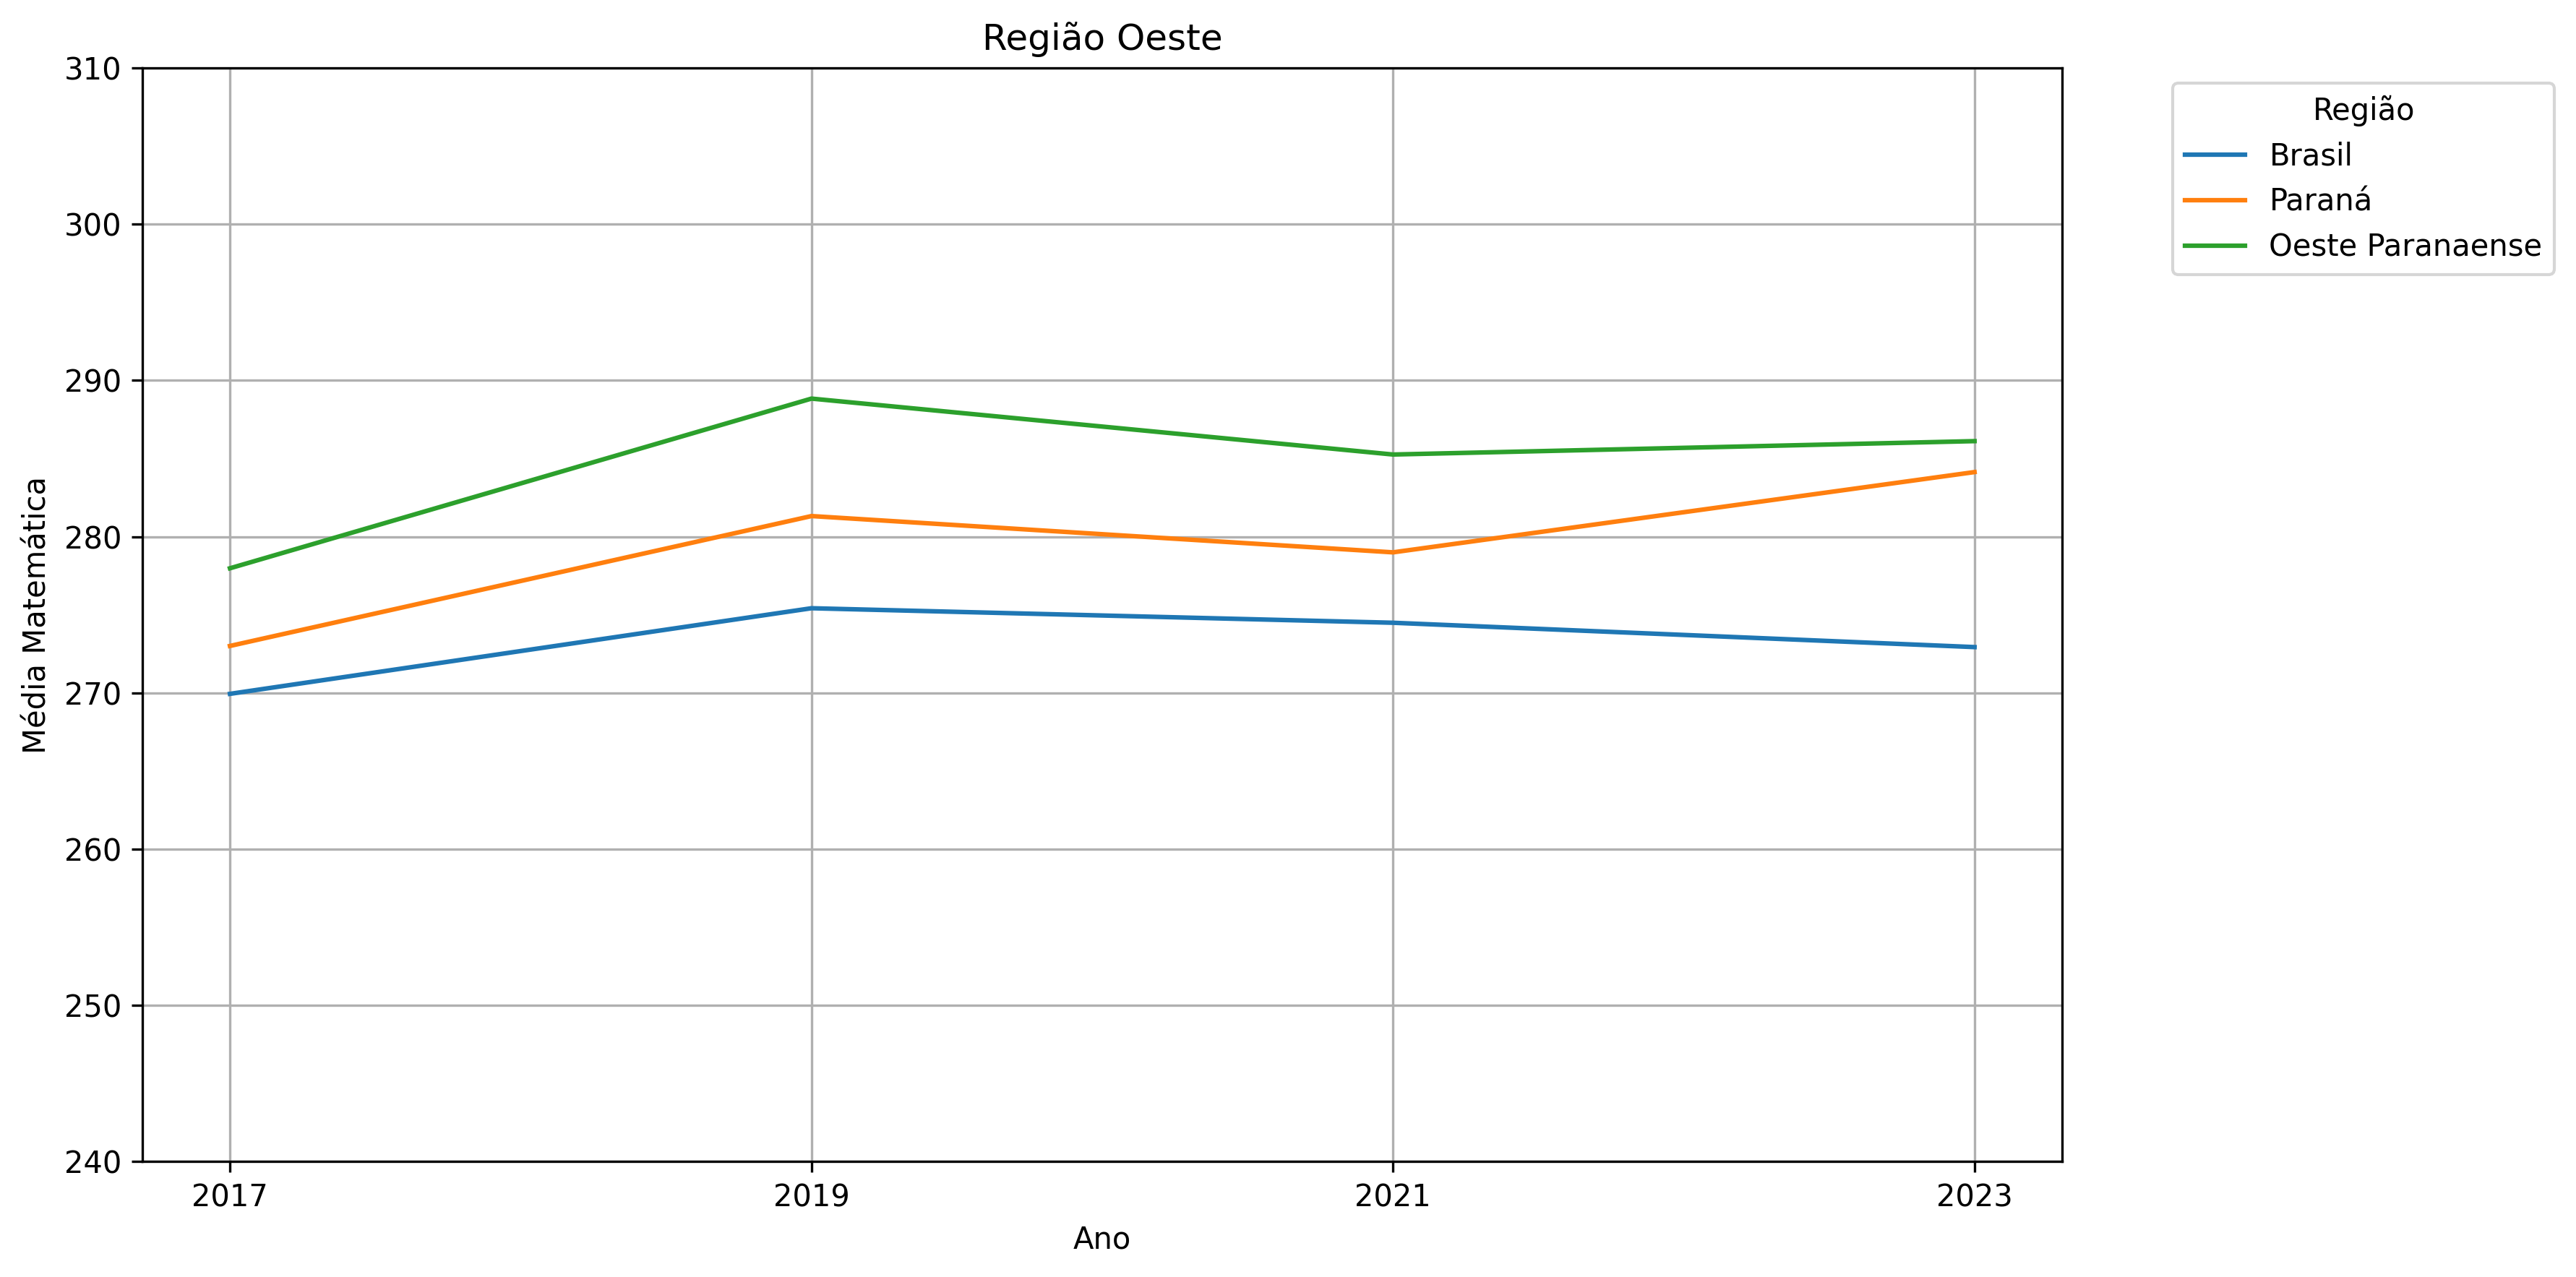 Região Oeste
310
300
290
280
270
260
250
240
Média Matemática
2017 2019 2021 2023
Ano
Região
Brasil
Paraná
Oeste Paranaense